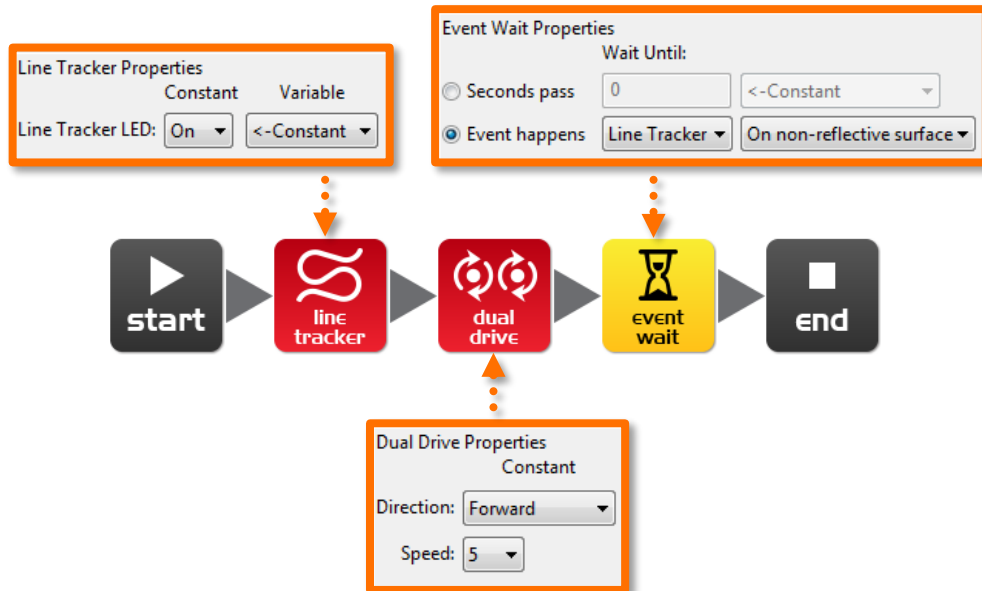 Line Tracker Properties
Constant Variable
Line Tracker LED: On <-Constant
Event Wait Properties
Wait Until:
Seconds pass 0 <-Constant
Event happens Line Tracker On non-reflective surface
start
line
tracker
dual
drive
event
wait
end
Dual Drive Properties
Constant
Direction: Forward
Speed: 5